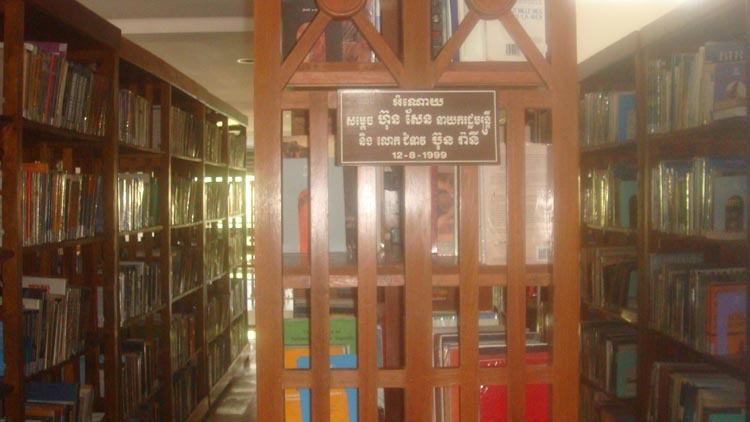 អំណោយ
សម្តេច ហ៊ុន សែន នាយករដ្ឋមន្ត្រី
និង លោកជំទាវ ប៊ុន រ៉ានី
12-8-1999